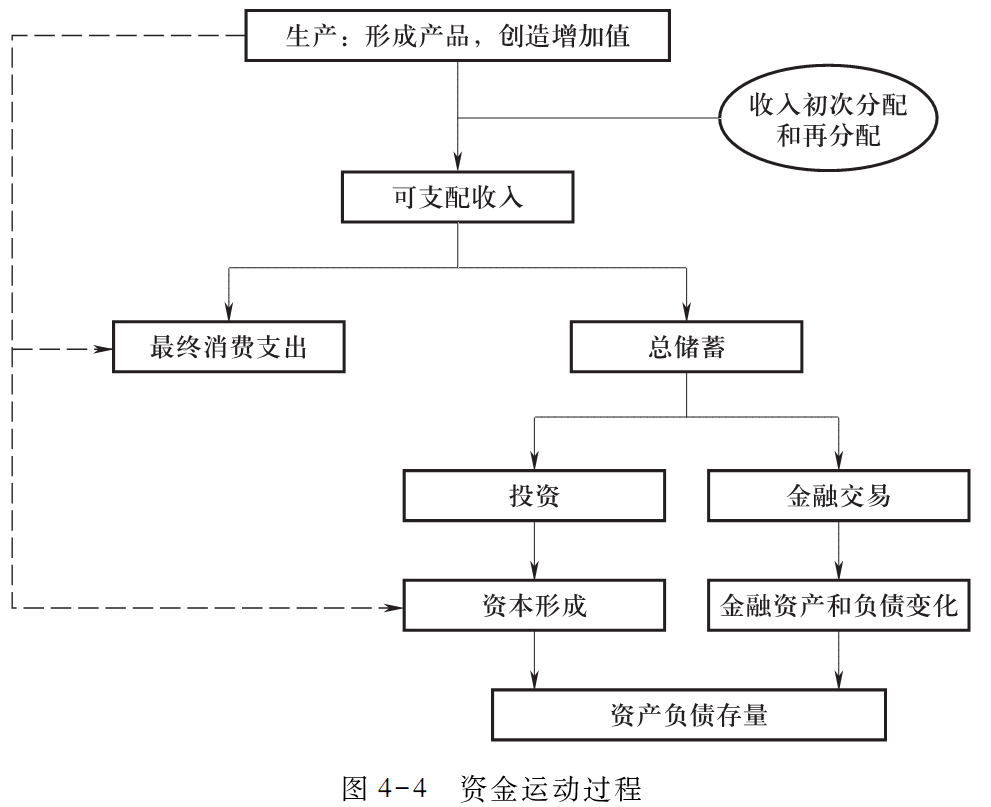 生产：形成产品，创造增加值
收入初次分配
和再分配
可支配收入
最终消费支出
总储蓄
投资
金融交易
资本形成
金融资产和负债变化
资产负债存量
图 4-4 资金运动过程